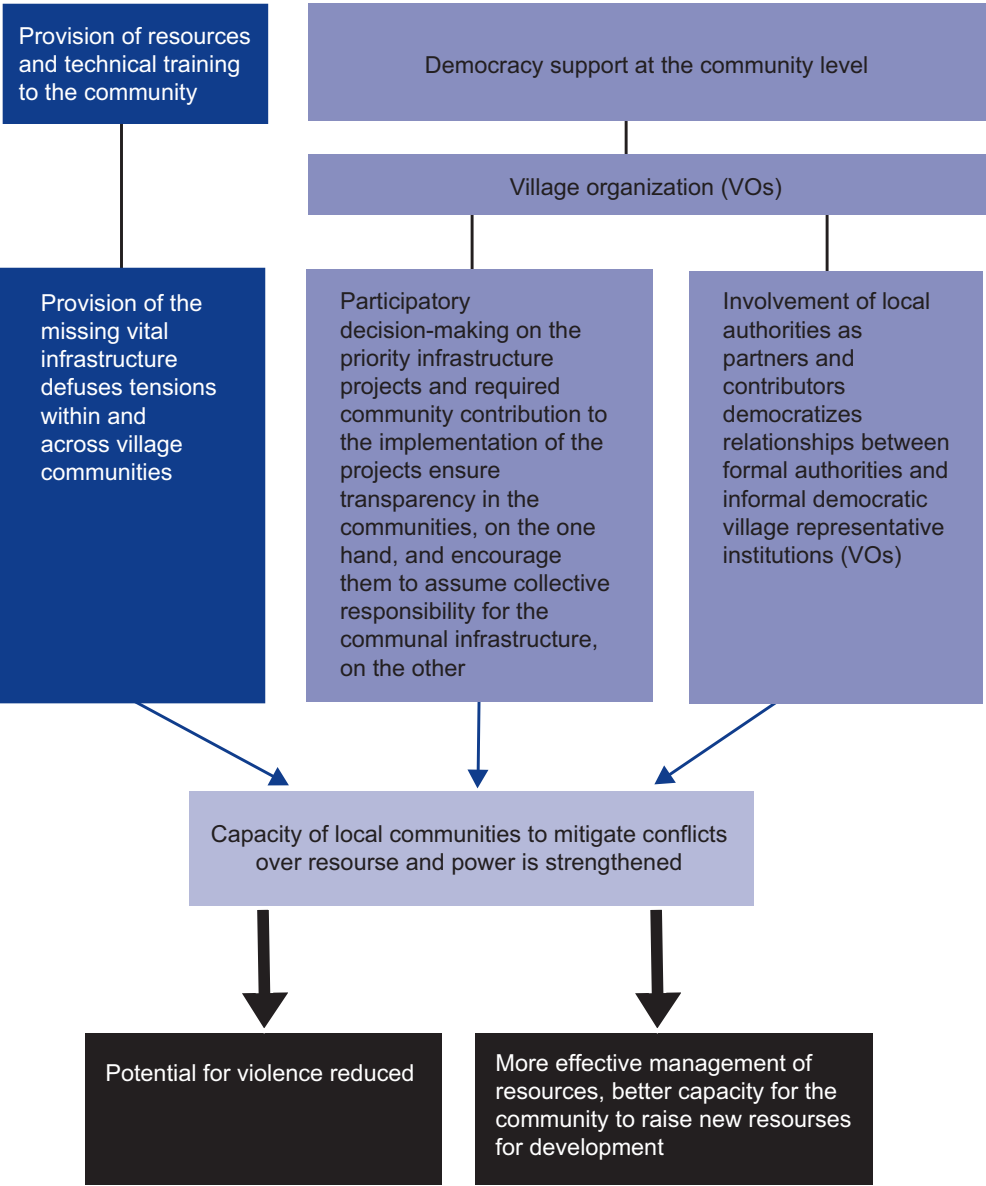 Provision of resources
and technical training
to the community
Democracy support at the community level
Village organization (VOs)
Provision of the
missing vital
infrastructure
defuses tensions
within and
across village
communities
Participatory
decision-making on the
priority infrastructure
projects and required
community contribution to
the implementation of the
projects ensure
transparency in the
communities, on the one
hand, and encourage
them to assume collective
responsibility for the
communal infrastructure,
on the other
Involvement of local
authorities as
partners and
contributors
democratizes
relationships between
formal authorities and
informal democratic
village representative
institutions (VOs)
Capacity of local communities to mitigate conflicts
over resourse and power is strengthened
Potential for violence reduced
More effective management of
resources, better capacity for the
community to raise new resourses
for development